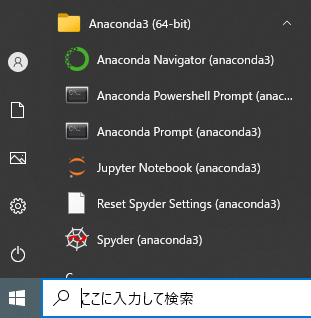 Anaconda3 (64-bit)
Anaconda Navigator (anaconda3)
Anaconda Powershell Prompt (anac...
Anaconda Prompt (anaconda3)
Jupyter Notebook (anaconda3)
Reset Spyder Settings (anaconda3)
Spyder (anaconda3)
ここに入力して検索